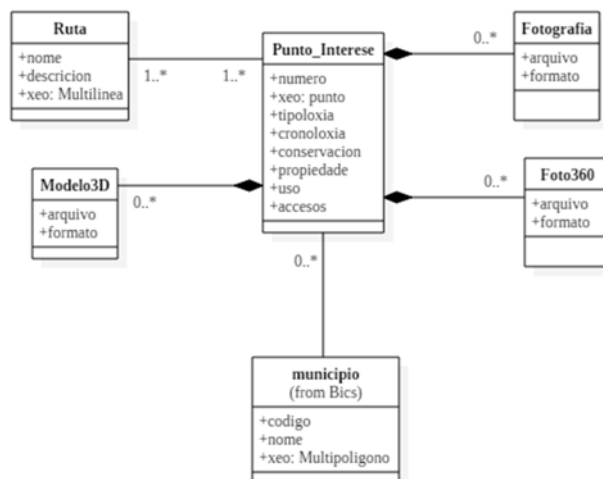 Ruta
+nome
+descricion
+xeo: Multilinea
1..*
1..*
Punto_Interese
+numero
+xeo: punto
+tipoloxia
+cronoloxia
+conservacion
+propiedade
+uso
+accesos
0..*
Fotografia
+arquivo
+formato
Modelo3D
+arquivo
+formato
0..*
0..*
Foto360
+arquivo
+formato
0..*
municipio
(from Bics)
+codigo
+nome
+xeo: Multipoligono